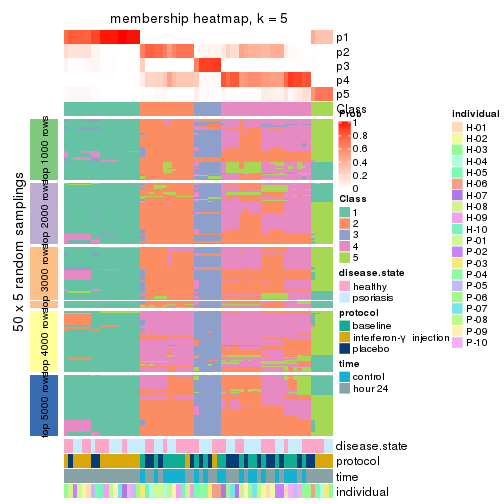 membership heatmap, k = 5
p1
p2
p3
p4
p5
Class
50 x 5 random samplings
top 1000 rows
top 2000 rows
top 3000 rows
top 4000 rows
top 5000 rows
disease.state
protocol
time
individual
Prob
1
0.8
0.6
0.4
0.2
0
Class
1
2
3
4
5
disease.state
healthy
psoriasis
protocol
baseline
interferon-γ injection
placebo
time
control
hour 24
individual
H-01
H-02
H-03
H-04
H-05
H-06
H-07
H-08
H-09
H-10
P-01
P-02
P-03
P-04
P-05
P-06
P-07
P-08
P-09
P-10